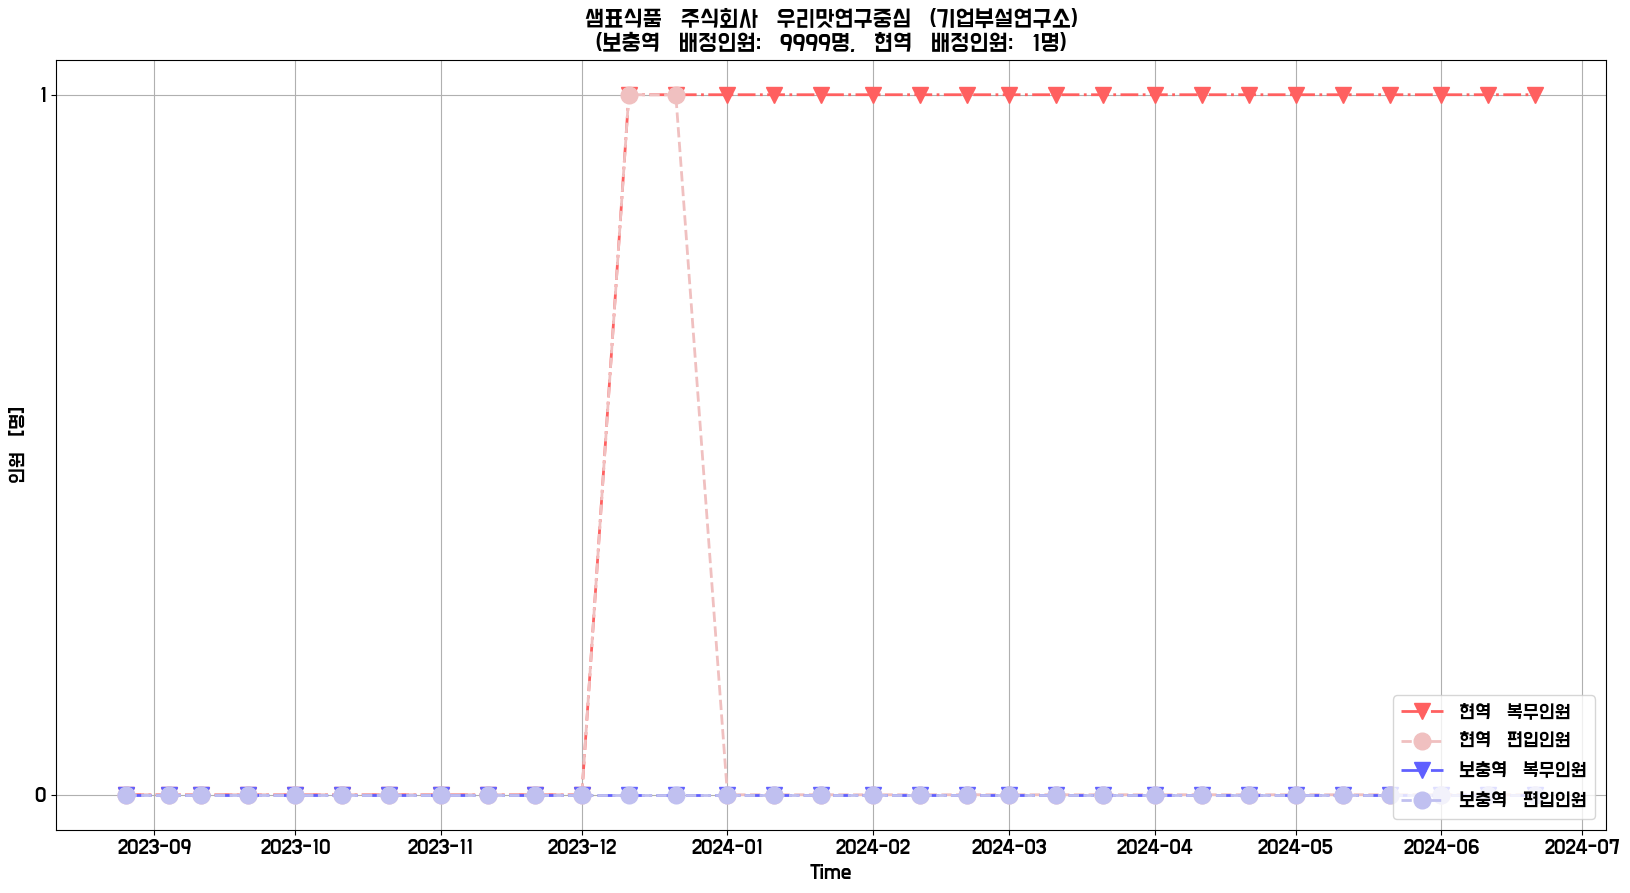 샘표식품 주식회사 우리맛연구중심 (기업부설연구소)
(보충역 배정인원: 9999명, 현역 배정인원: 1명)
인원 [명]
1
0
현역 복무인원
현역 편입인원
보충역 복무인원
보충역 편입인원
2023-09 2023-10 2023-11 2023-12 2024-01 2024-02 2024-03 2024-04 2024-05 2024-06 2024-07
Time